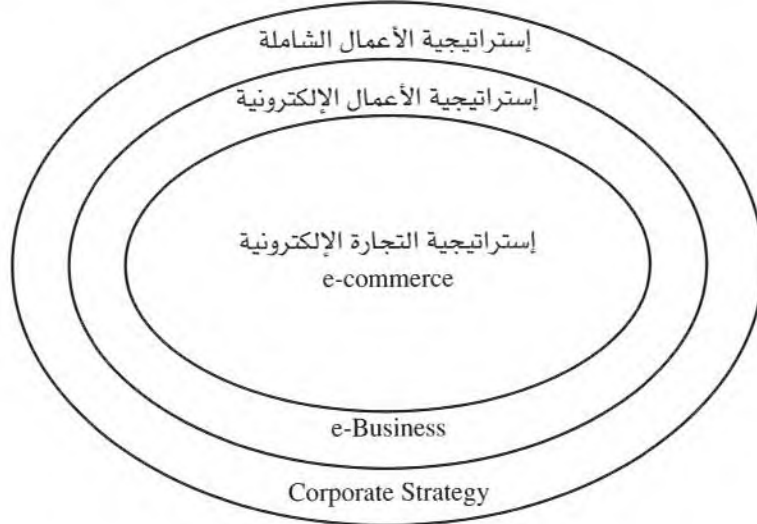 إستراتيجية الأعمال الشاملة
إستراتيجية الأعمال الإلكترونية
إستراتيجية التجارة الإلكترونية
e-commerce
e-Business
Corporate Strategy